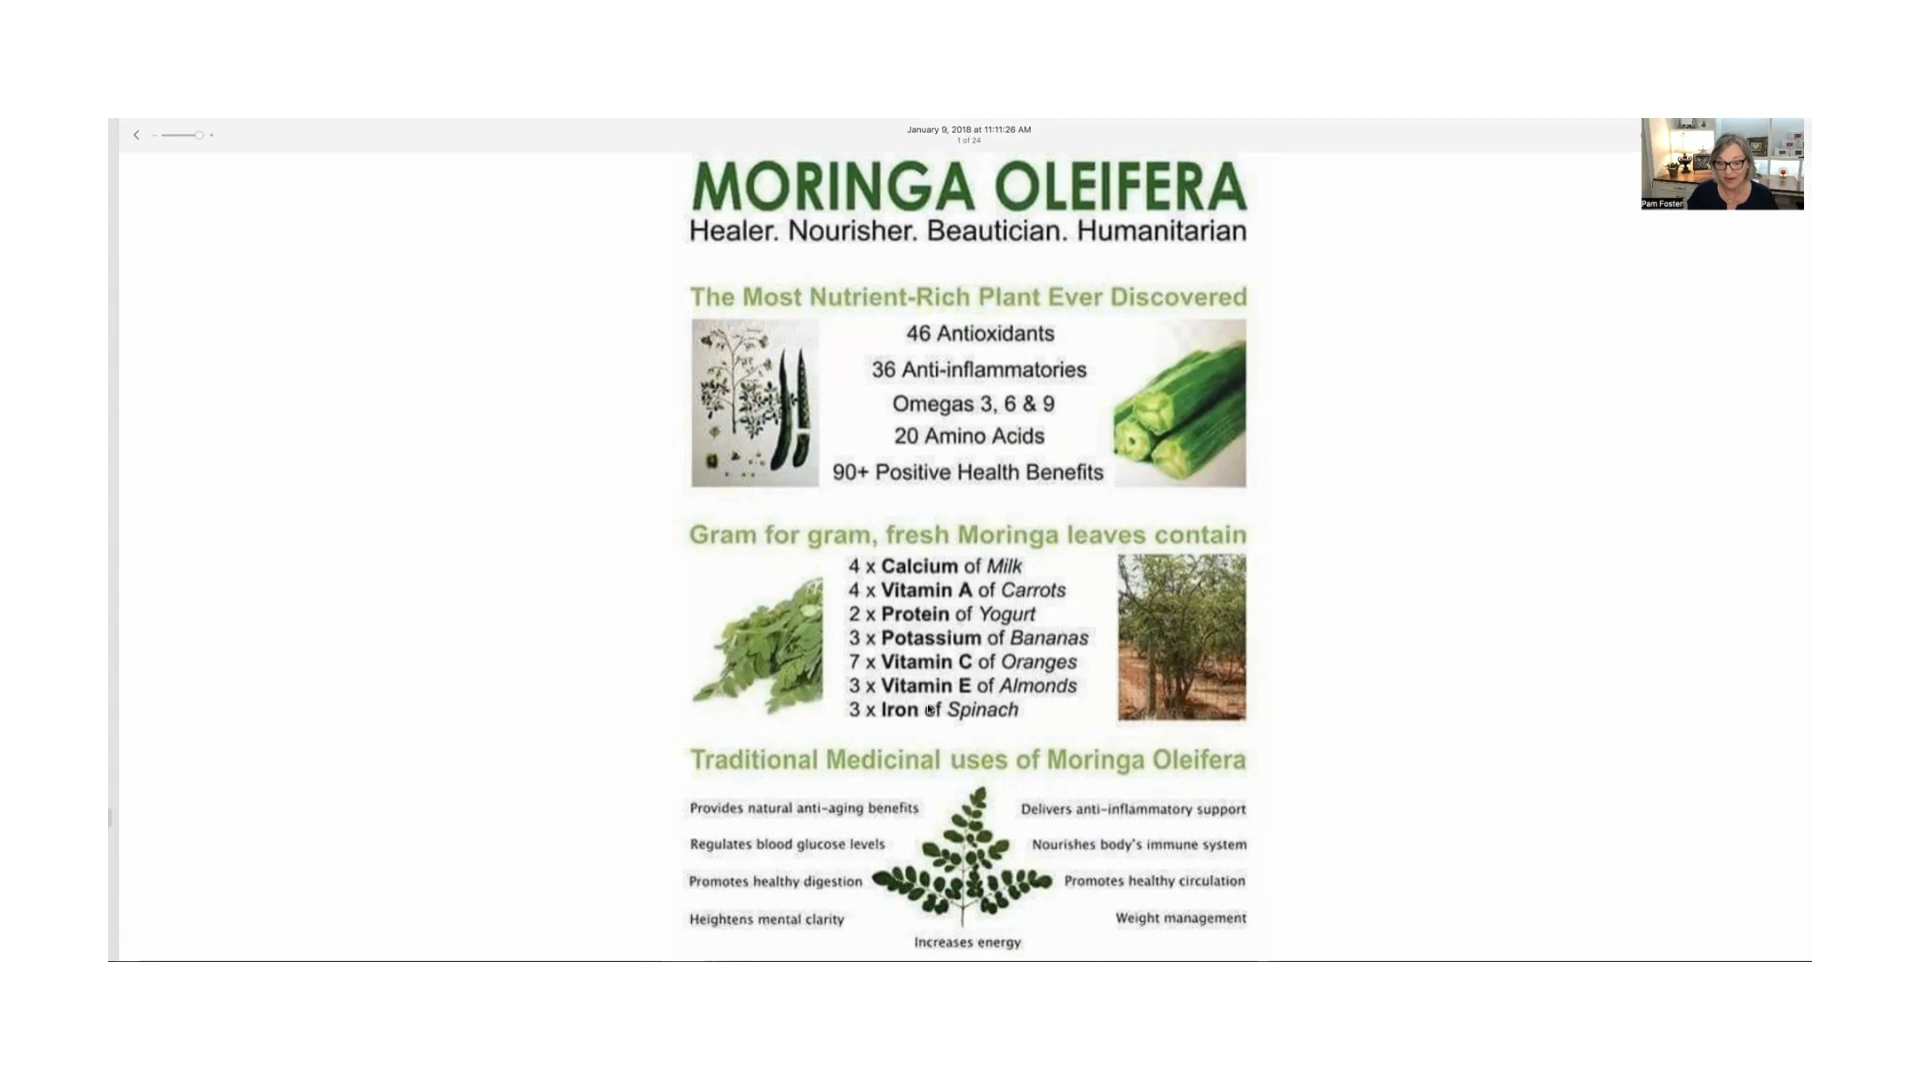 January 9, 2018 at 11:11:26 AM
1 of 24
Pam Foster
MORINGA OLEIFERA
Healer. Nourisher. Beautician. Humanitarian
The Most Nutrient-Rich Plant Ever Discovered
46 Antioxidants
36 Anti-inflammatories
Omegas 3, 6 & 9
20 Amino Acids
90+ Positive Health Benefits
Gram for gram, fresh Moringa leaves contain
4 x Calcium of Milk
4 x Vitamin A of Carrots
2 x Protein of Yogurt
3 x Potassium of Bananas
7 x Vitamin C of Oranges
3 x Vitamin E of Almonds
3 x Iron of Spinach
Traditional Medicinal uses of Moringa Oleifera
Provides natural anti-aging benefits
Delivers anti-inflammatory support
Regulates blood glucose levels
Nourishes body's immune system
Promotes healthy digestion
Promotes healthy circulation
Heightens mental clarity
Weight management
Increases energy